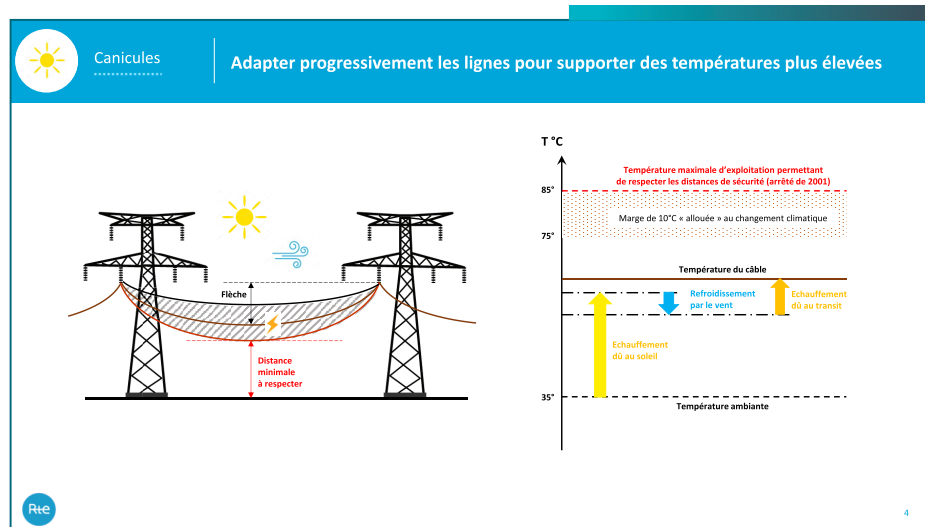 Canicules
Adapter progressivement les lignes pour supporter des températures plus élevées
Flèche
Distance
minimale
à respecter
T °C
Température maximale d'exploitation permettant
de respecter les distances de sécurité (arrêté de 2001)
85°
Marge de 10°C « allouée » au changement climatique
75°
Température du câble
Refroidissement
par le vent
Echauffement
dû au transit
Echauffement
dû au soleil
35°
Température ambiante
Rte
4